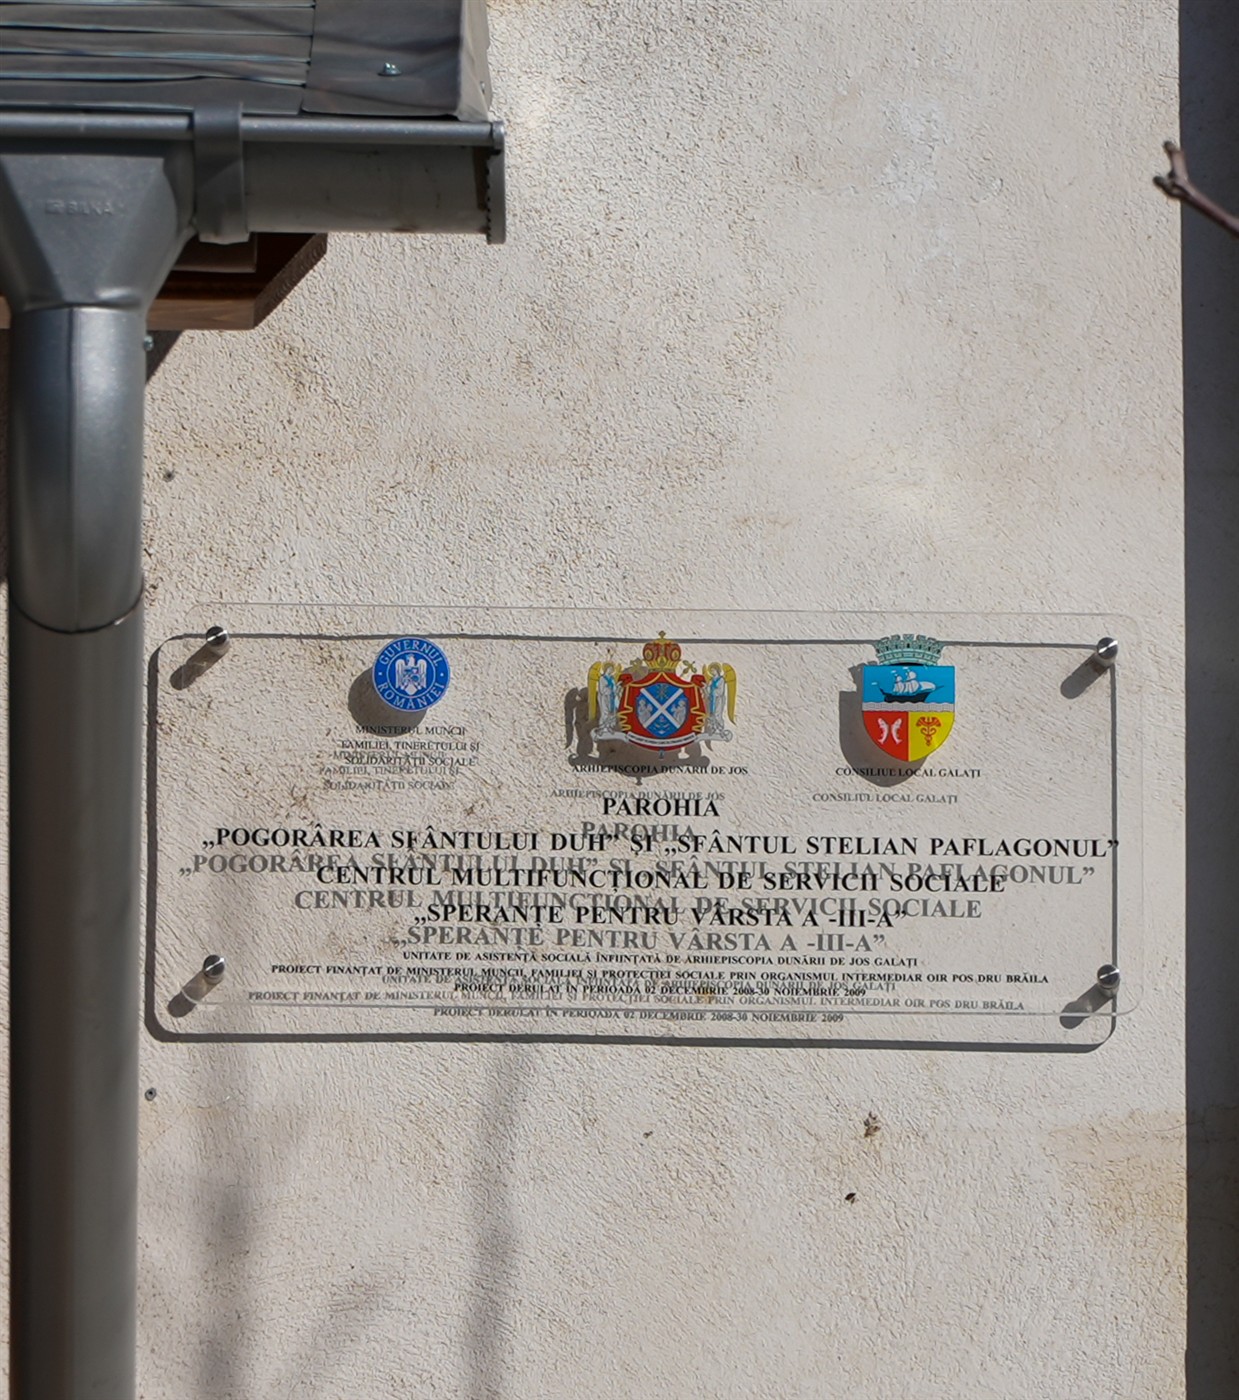 GUVERNUL
ROMÂNIEI
MINISTERUL MUNCII
FAMILIEI, TINERETULUI ȘI
SOLIDARITĂȚII SOCIALE
ARHIEPISCOPIA DUNĂRII DE JOS
CONSILIUL LOCAL GALAȚI
PAROHIA
„POGORÂREA SFÂNTULUI DUH” ȘI „SFÂNTUL STELIAN PAFLAGONUL”
CENTRUL MULTIFUNCȚIONAL DE SERVICII SOCIALE
„SPERANȚE PENTRU VÂRSTA A -III-A”
UNITATE DE ASISTENȚĂ SOCIALĂ ÎNFIINȚATĂ DE ARHIEPISCOPIA DUNĂRII DE JOS GALAȚI
PROIECT FINANȚAT DE MINISTERUL MUNCII, FAMILIEI ȘI PROTECȚIEI SOCIALE PRIN ORGANISMUL INTERMEDIAR OIR POS DRU BRĂILA
PROIECT DERULAT ÎN PERIOADA 02 DECEMBRIE 2008-30 NOIEMBRIE 2009